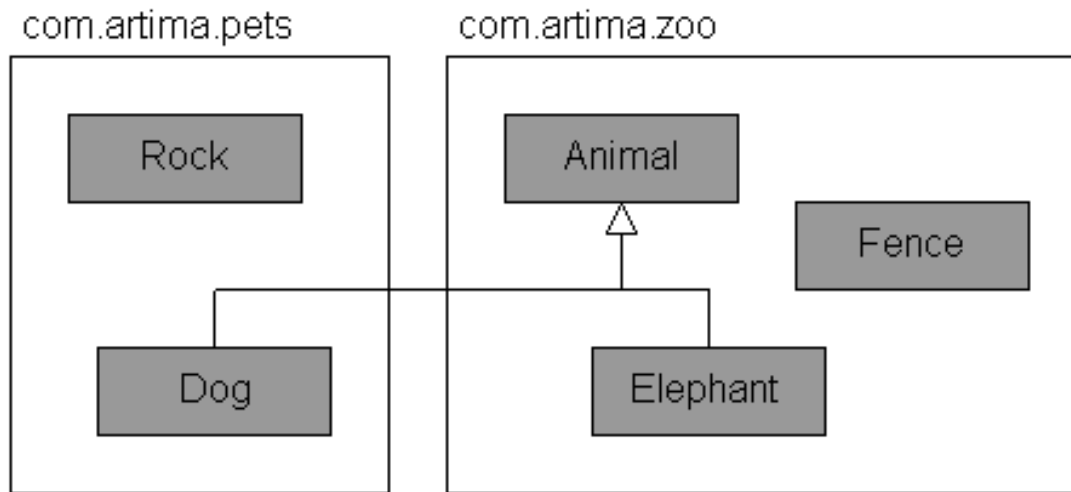 com.artima.pets
com.artima.zoo
Rock
Animal
Fence
Dog
Elephant